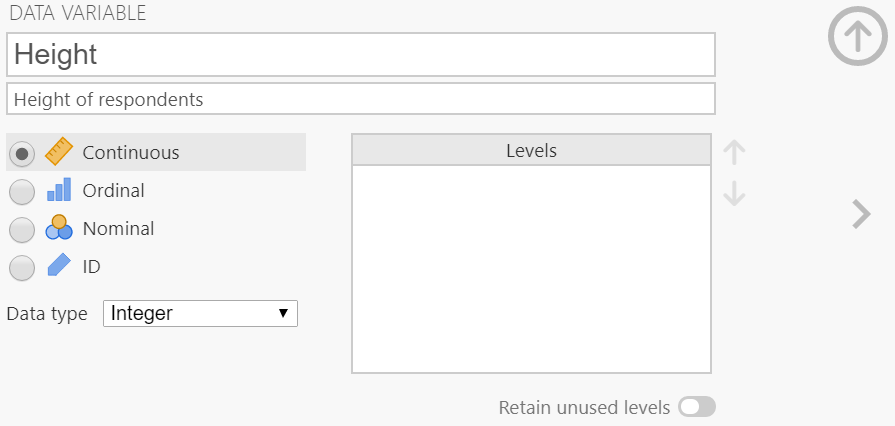 DATA VARIABLE
Height
Height of respondents
Continuous
Ordinal
Nominal
ID
Data type Integer
Levels
Retain unused levels